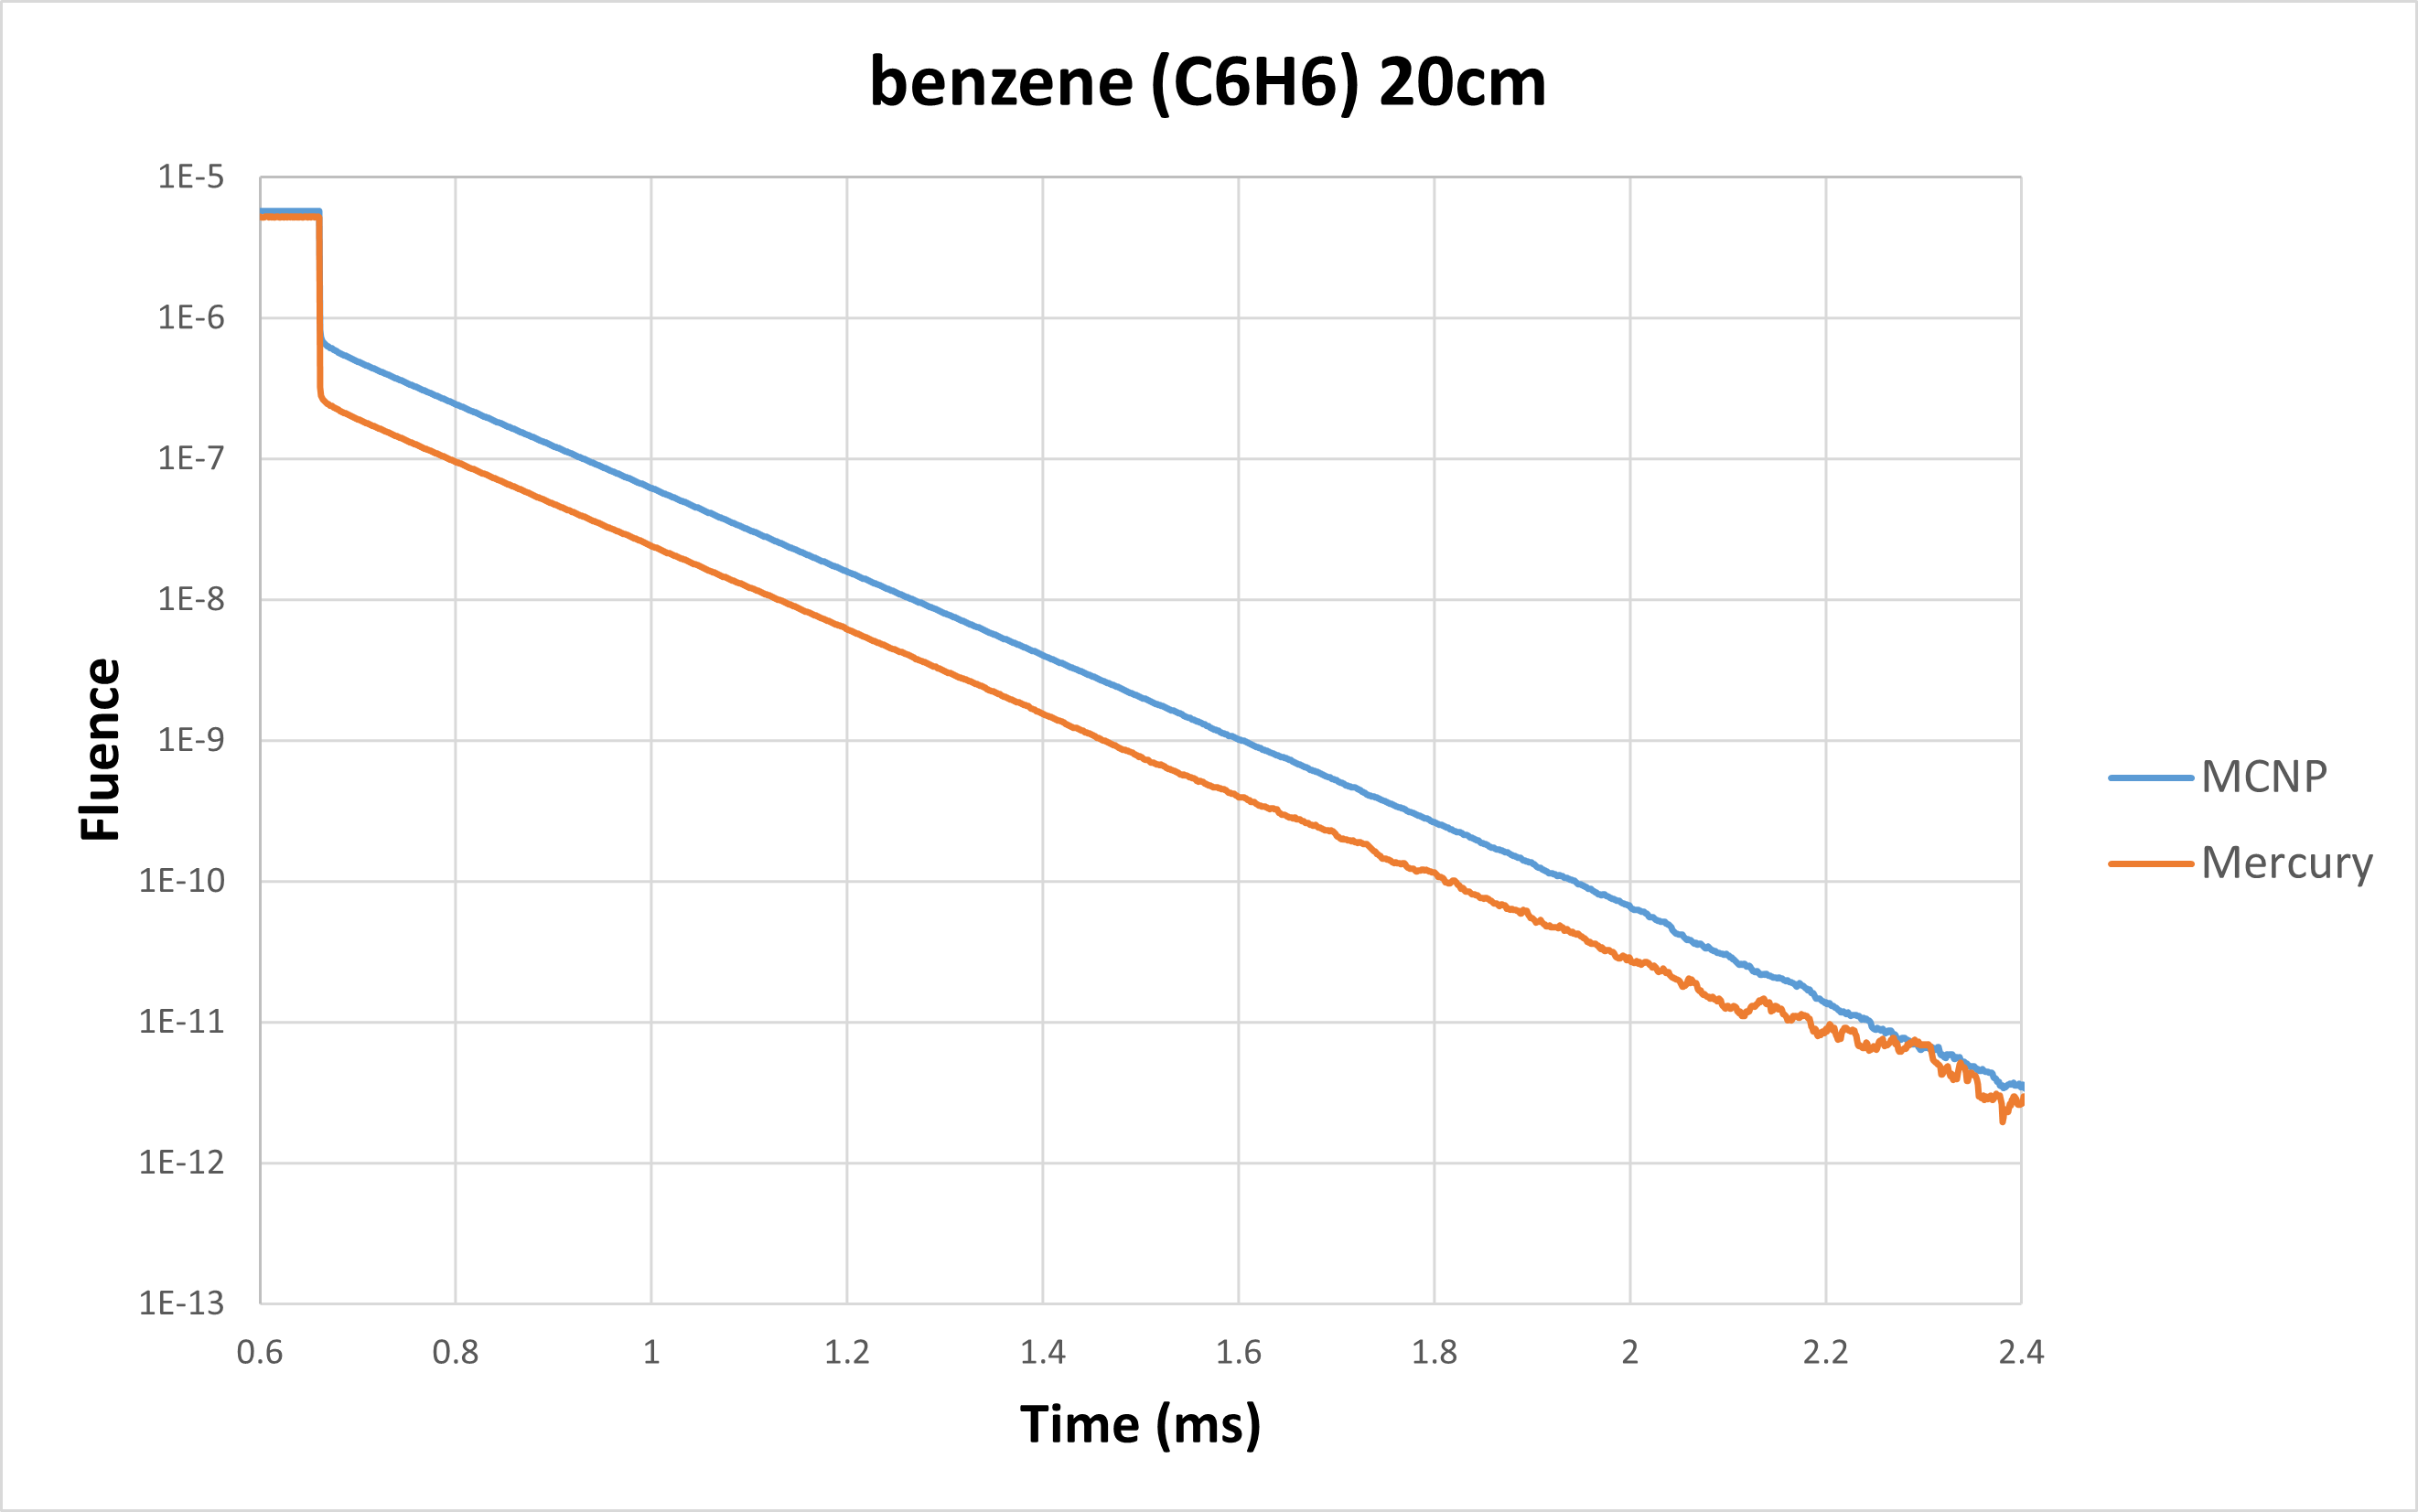 benzene (C6H6) 20cm
1E-5
1E-6
1E-7
1E-8
1E-9
1E-10
1E-11
1E-12
1E-13
Fluence
0.6 0.8 1 1.2 1.4 1.6 1.8 2 2.2 2.4
Time (ms)
MCNP
Mercury